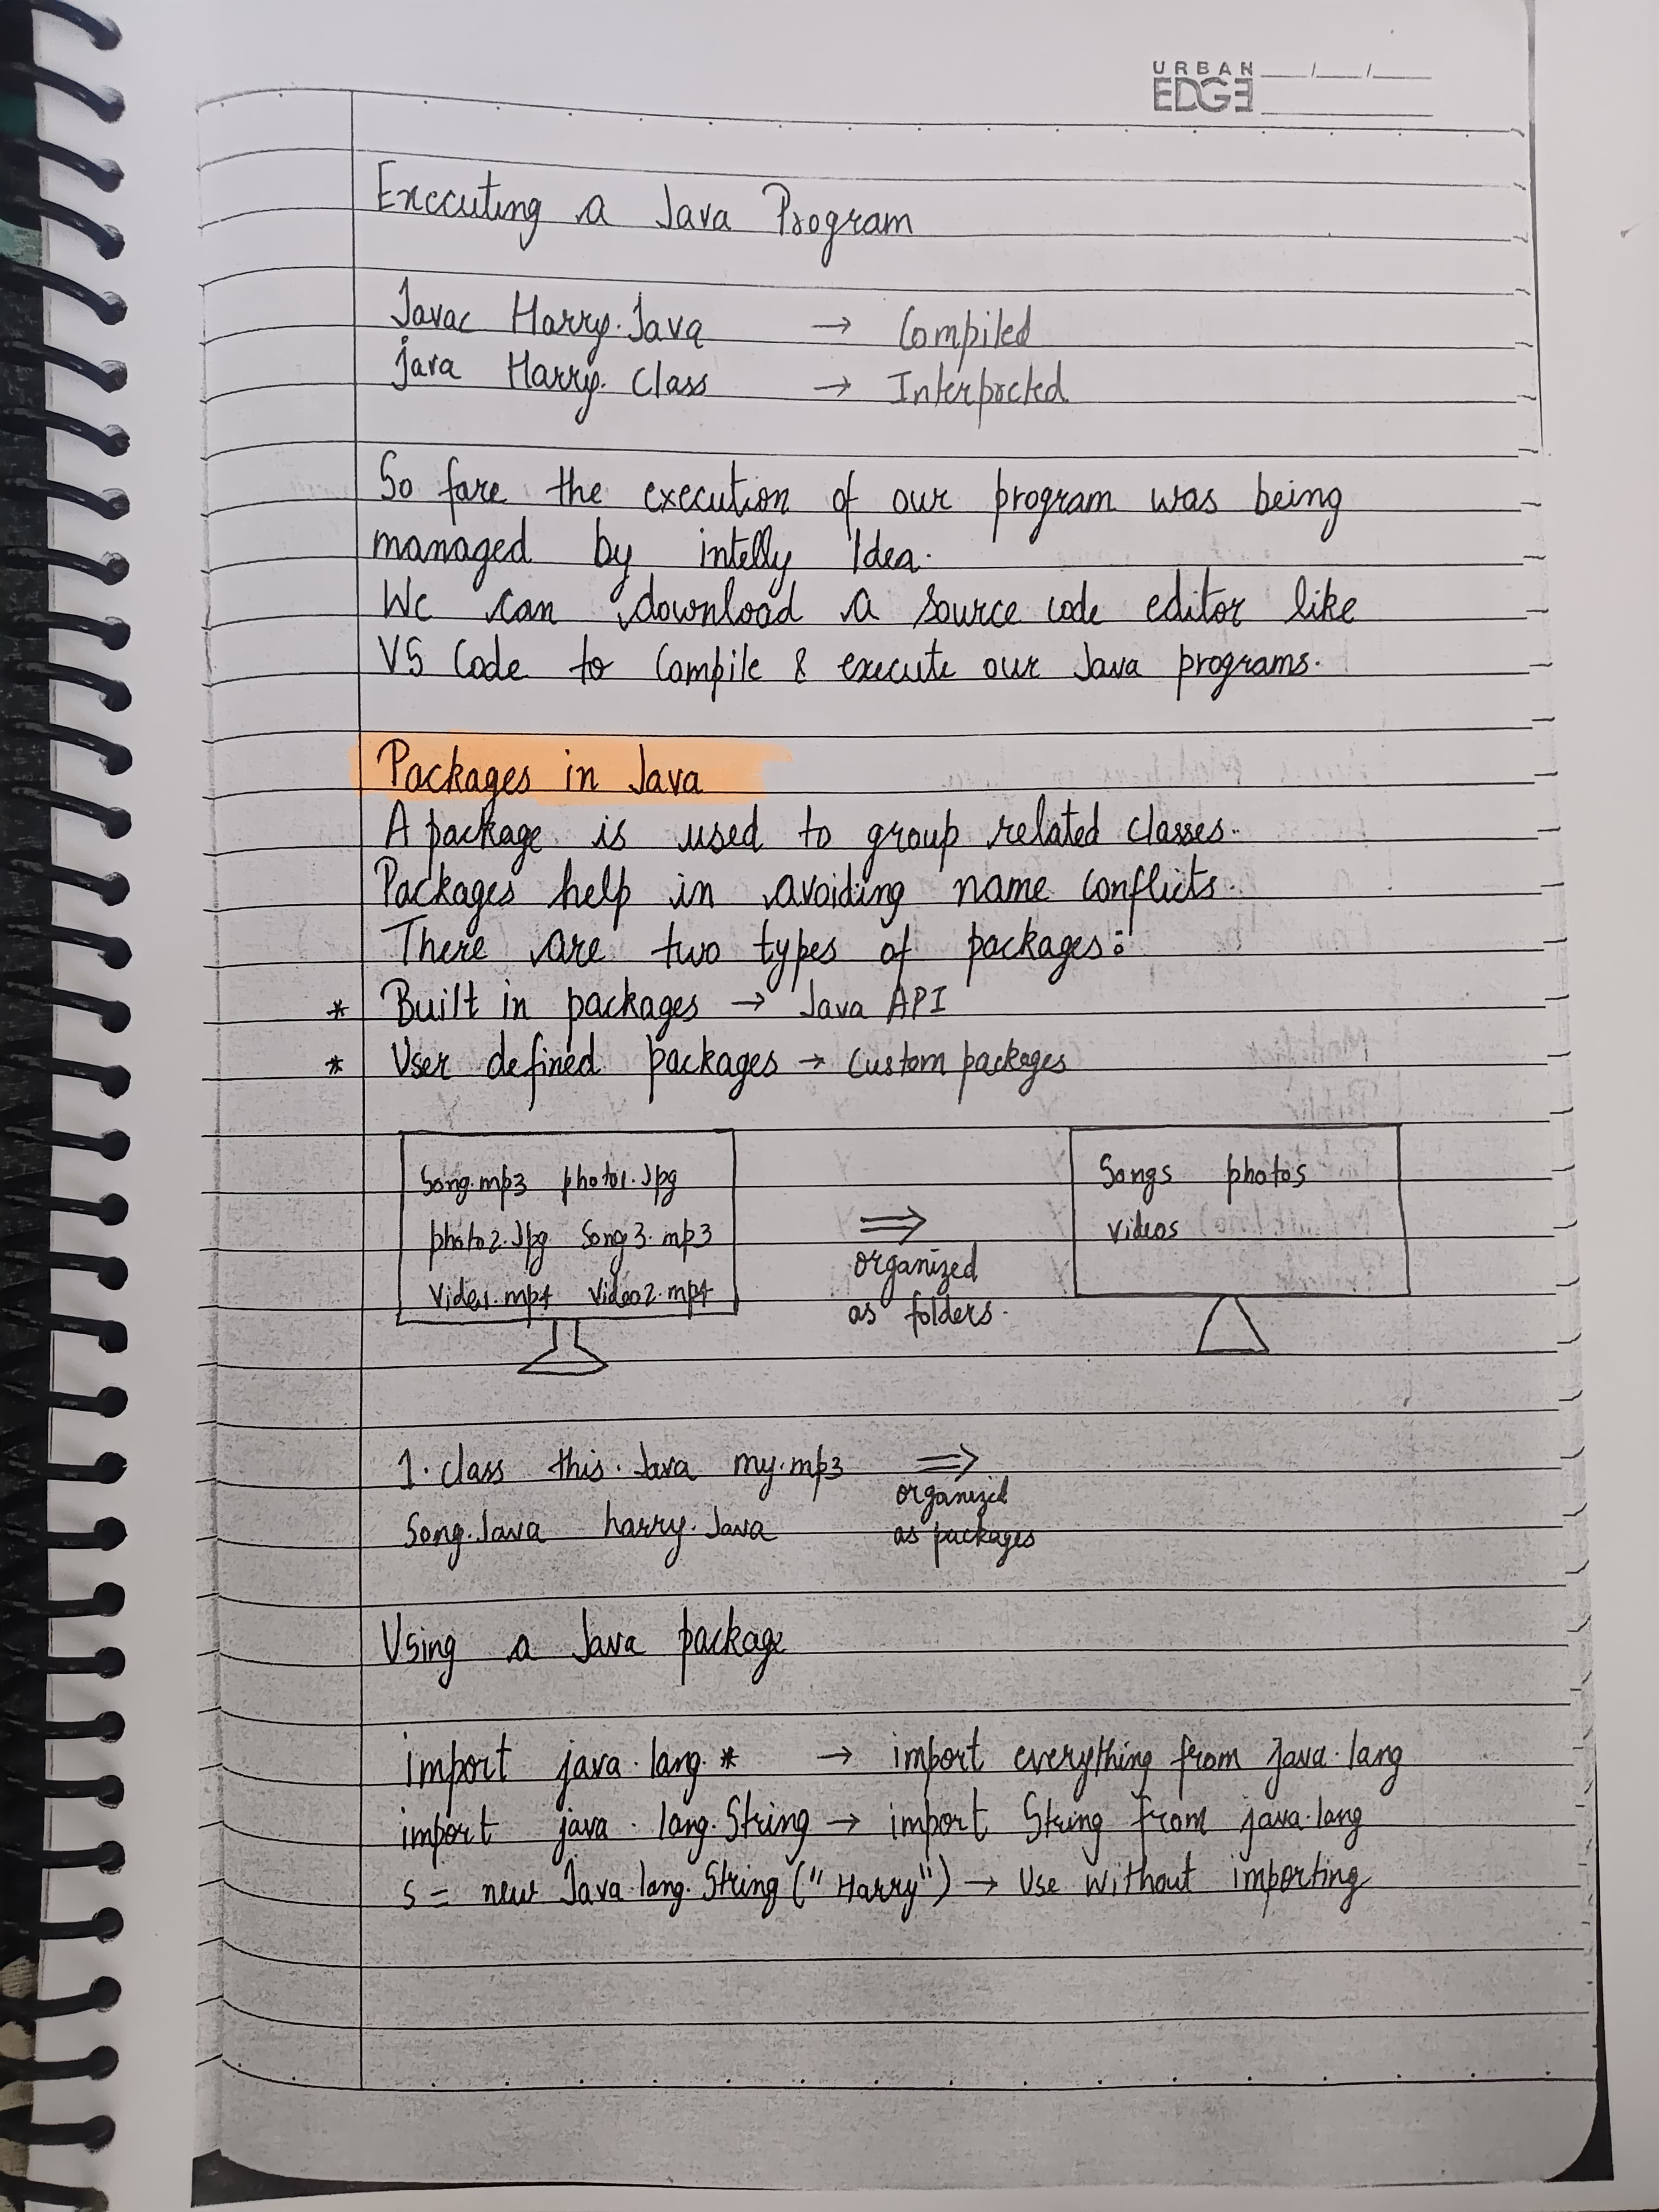 URBAN
EDGE
Executing a Java Program
Javac Harry.Java → Compiled
java Harry.Class → Interpreted
So fare the execution of our program was being
managed by intelly Idea.
We can download a source code editor like
VS Code to Compile & execute our Java programs.
Packages in Java
A package is used to group related classes.
Packages help in avoiding name conflicts.
There are two types of packages:
* Built in packages → Java API
* User defined packages → Custom packages
Song.mp3 photo1.Jpg
photo2.Jpg Song3.mp3
Vide1.mp4 Video2.mp4
⇒
organized
as folders.
Songs photos
Videos
1.class this.Java my.mp3 ⇒
organized
Song.Java harry.Java as packages
Using a Java package
import java.lang.* → import everything from java.lang
import java.lang.String → import String from java.lang
s = new Java.lang.String("Harry") → Use without importing